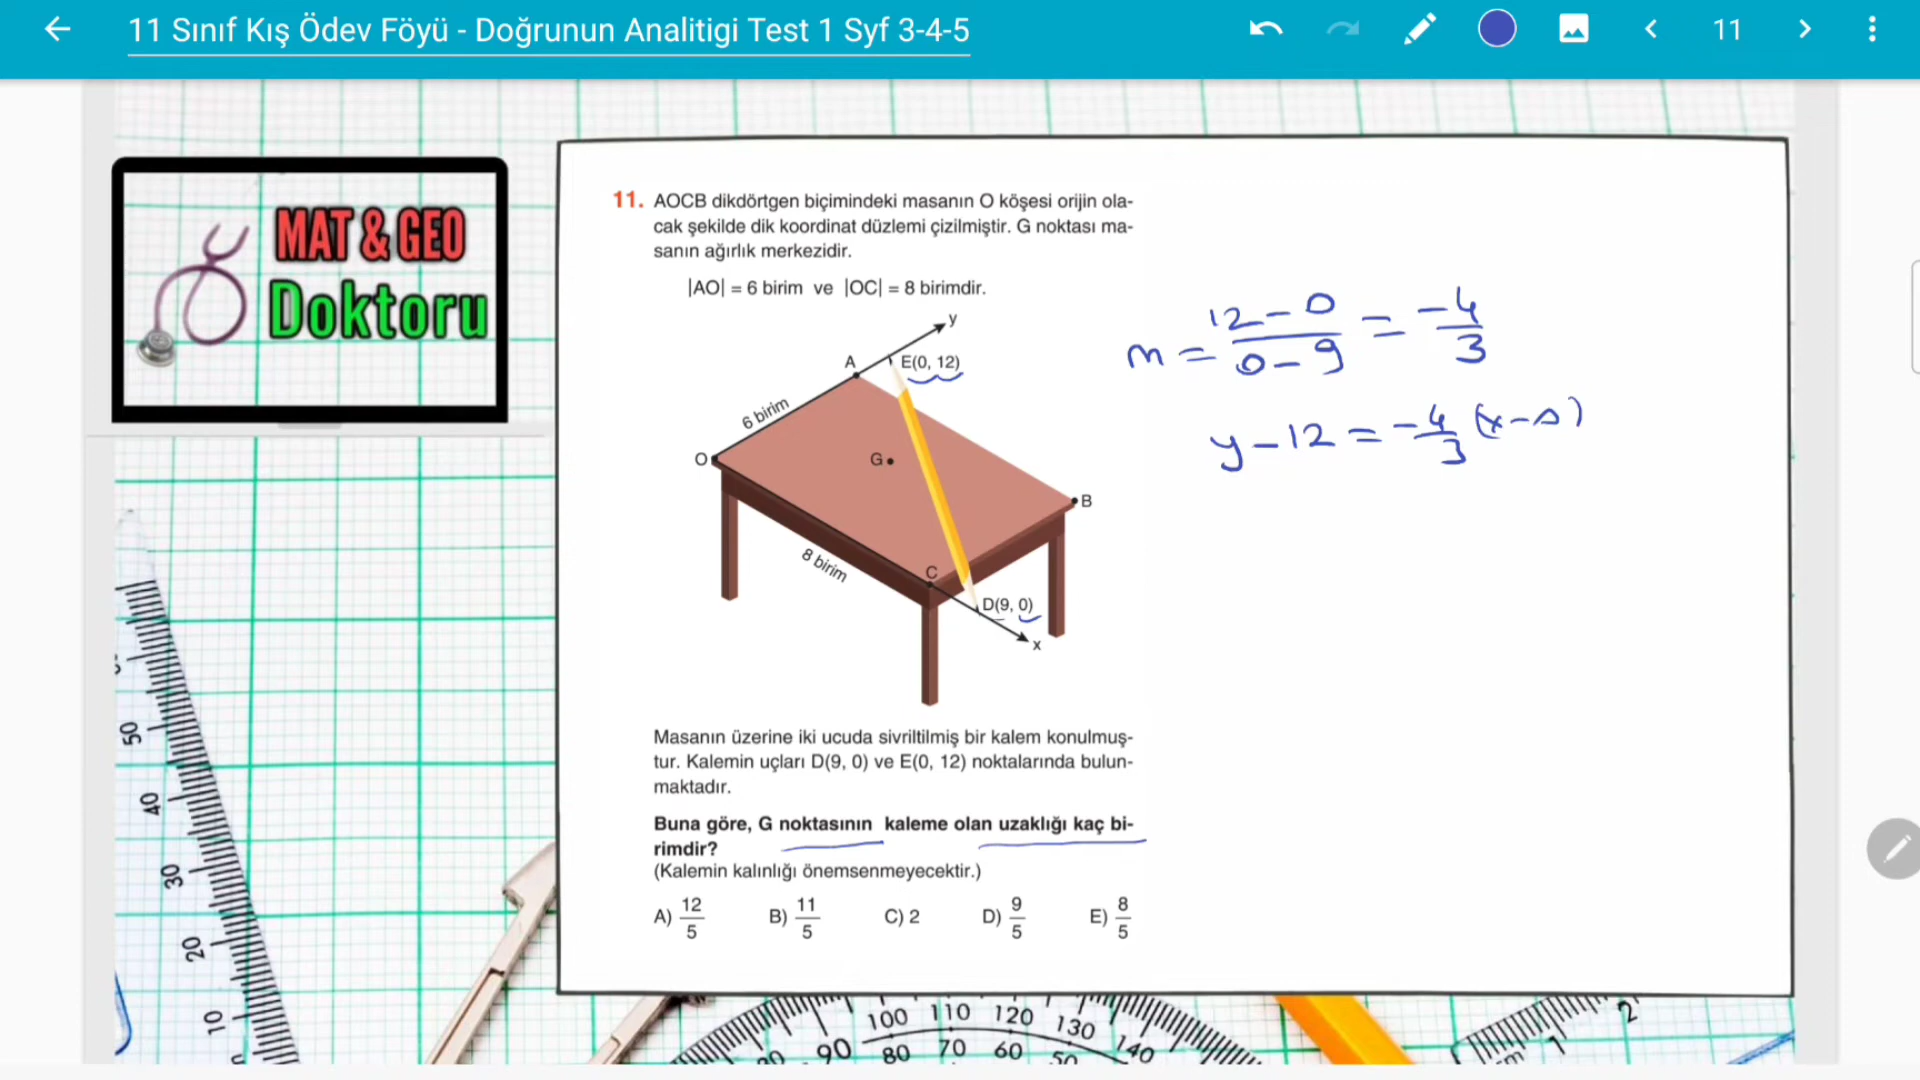 11 Sınıf Kış Ödev Föyü - Doğrunun Analitigi Test 1 Syf 3-4-5
11
MAT & GEO
Doktoru
11. AOCB dikdörtgen biçimindeki masanın O köşesi orijin ola-
cak şekilde dik koordinat düzlemi çizilmiştir. G noktası ma-
sanın ağırlık merkezidir.
|AO| = 6 birim ve |OC| = 8 birimdir.
y
A
E(0, 12)
6 birim
O
G
B
8 birim
C
D(9, 0)
x
m = 12 - 0 / 0 - 9 = -4/3
y - 12 = -4/3 (x - 0)
Masanın üzerine iki ucuda sivriltilmiş bir kalem konulmuş-
tur. Kalemin uçları D(9, 0) ve E(0, 12) noktalarında bulun-
maktadır.
Buna göre, G noktasının kaleme olan uzaklığı kaç bi-
rimdir?
(Kalemin kalınlığı önemsenmeyecektir.)
A) 12/5 B) 11/5 C) 2 D) 9/5 E) 8/5
50
40
30
20
10
100 110 120 130 140
90 80 70 60 50
1 2